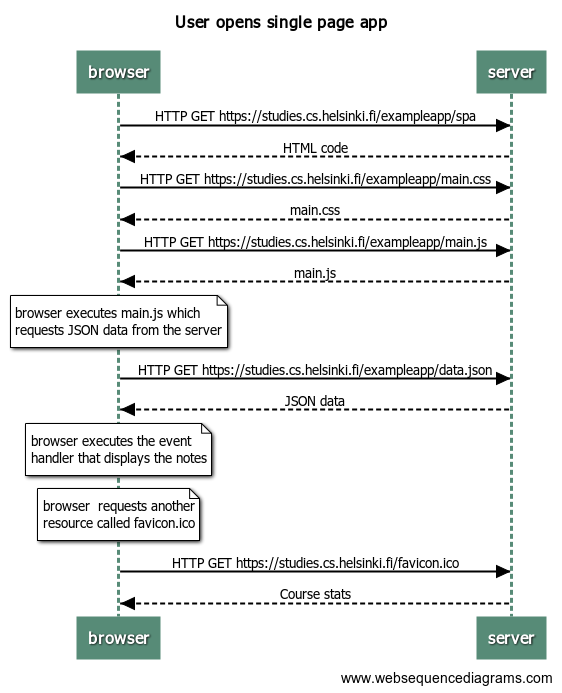 User opens single page app
browser
server
HTTP GET https://studies.cs.helsinki.fi/exampleapp/spa
HTML code
HTTP GET https://studies.cs.helsinki.fi/exampleapp/main.css
main.css
HTTP GET https://studies.cs.helsinki.fi/exampleapp/main.js
main.js
browser executes main.js which
requests JSON data from the server
HTTP GET https://studies.cs.helsinki.fi/exampleapp/data.json
JSON data
browser executes the event
handler that displays the notes
browser  requests another
resource called favicon.ico
HTTP GET https://studies.cs.helsinki.fi/favicon.ico
Course stats
browser
server
www.websequencediagrams.com